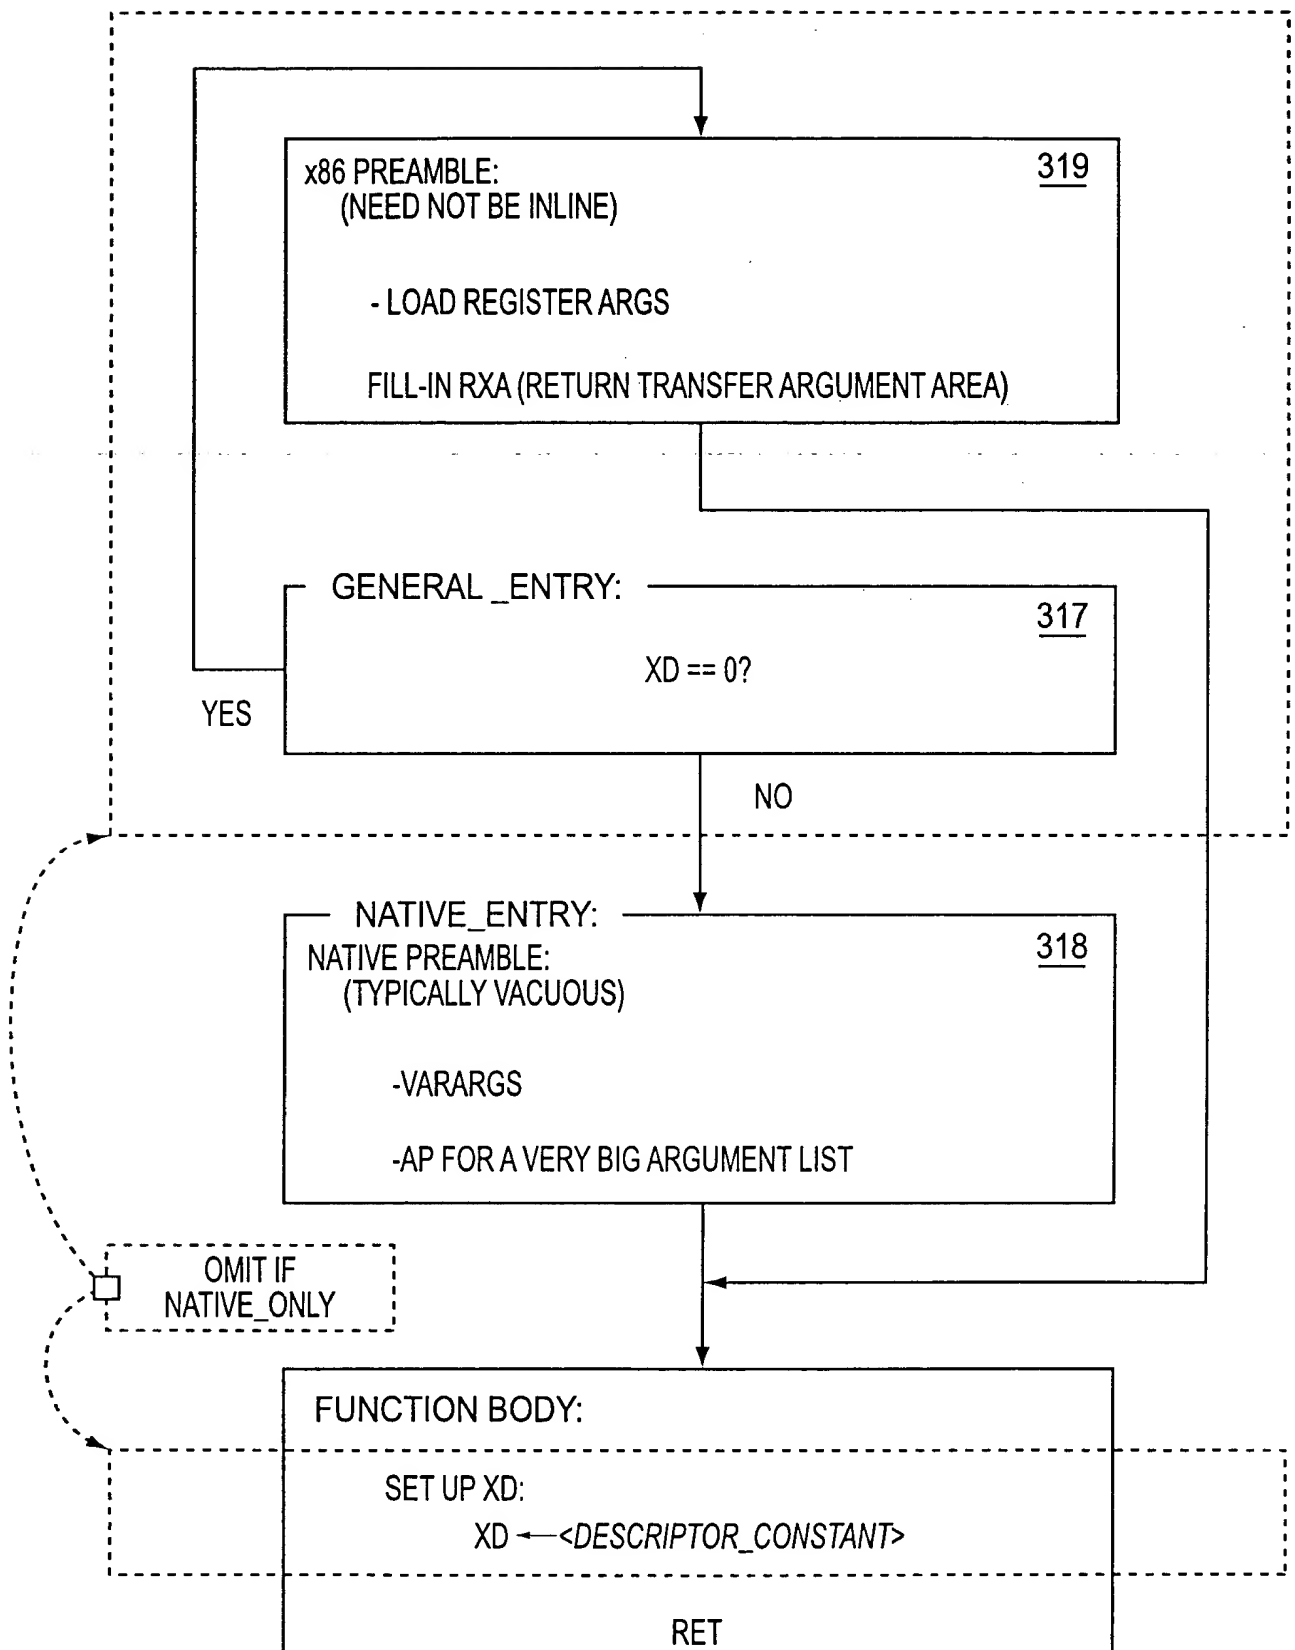 x86 PREAMBLE:
319
(NEED NOT BE INLINE)
- LOAD REGISTER ARGS
FILL-IN RXA (RETURN TRANSFER ARGUMENT AREA)
GENERAL_ENTRY:
317
XD == 0?
YES
NO
NATIVE_ENTRY:
NATIVE PREAMBLE:
318
(TYPICALLY VACUOUS)
-VARARGS
-AP FOR A VERY BIG ARGUMENT LIST
OMIT IF
NATIVE_ONLY
FUNCTION BODY:
SET UP XD:
XD ←<DESCRIPTOR_CONSTANT>
RET